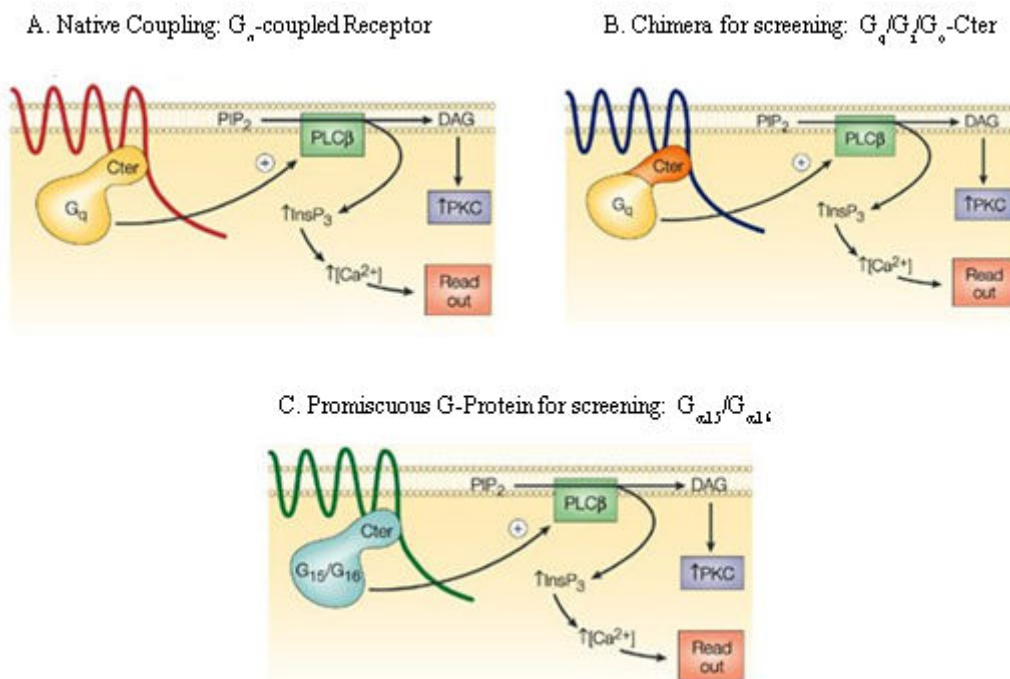 A. Native Coupling: Gq-coupled Receptor
B. Chimera for screening: Gq/Gi/Go-Cter
PIP2
PLCβ
DAG
Cter
+
Gq
↑InsP3
↑PKC
↑[Ca2+]
Read
out
PIP2
PLCβ
DAG
Cter
+
Gq
↑InsP3
↑PKC
↑[Ca2+]
Read
out
C. Promiscuous G-Protein for screening: Gα15/Gα16
PIP2
PLCβ
DAG
Cter
+
G15/G16
↑InsP3
↑PKC
↑[Ca2+]
Read
out